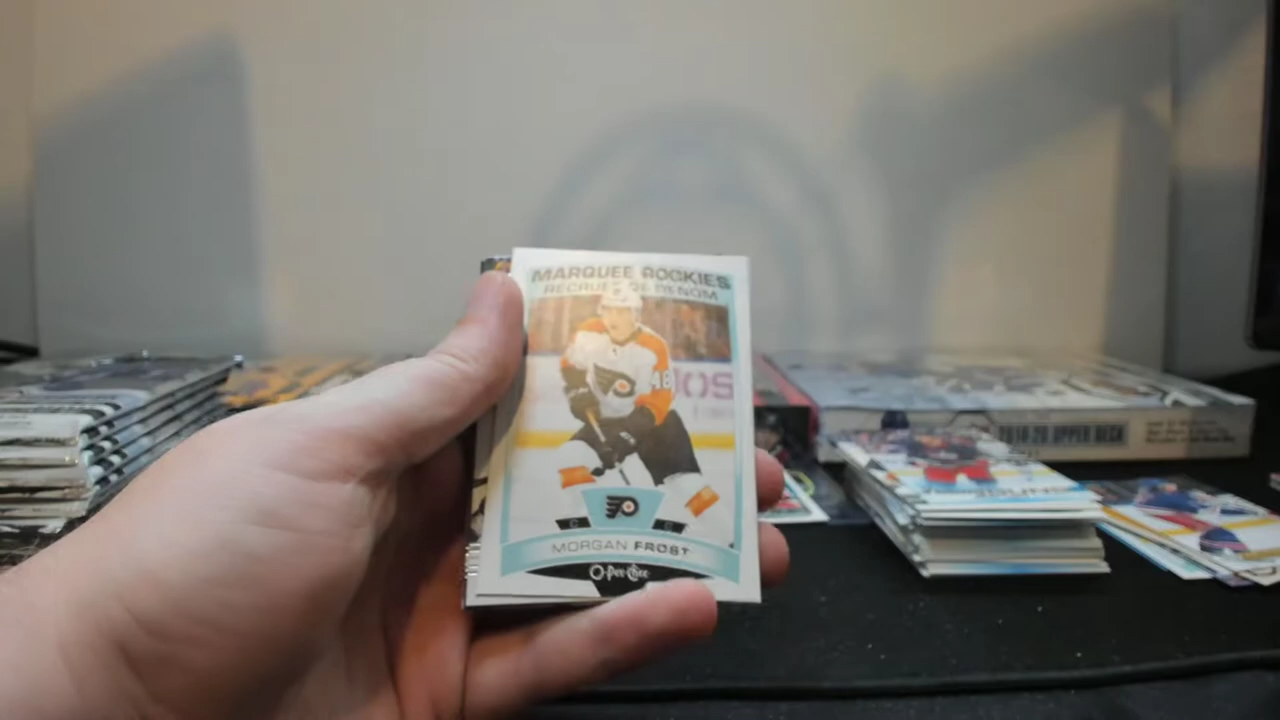 MARQUEE ROOKIES
RECRUES DE RENOM
48
C C
MORGAN FROST
O-Pee-Chee
2019-20 UPPER DECK